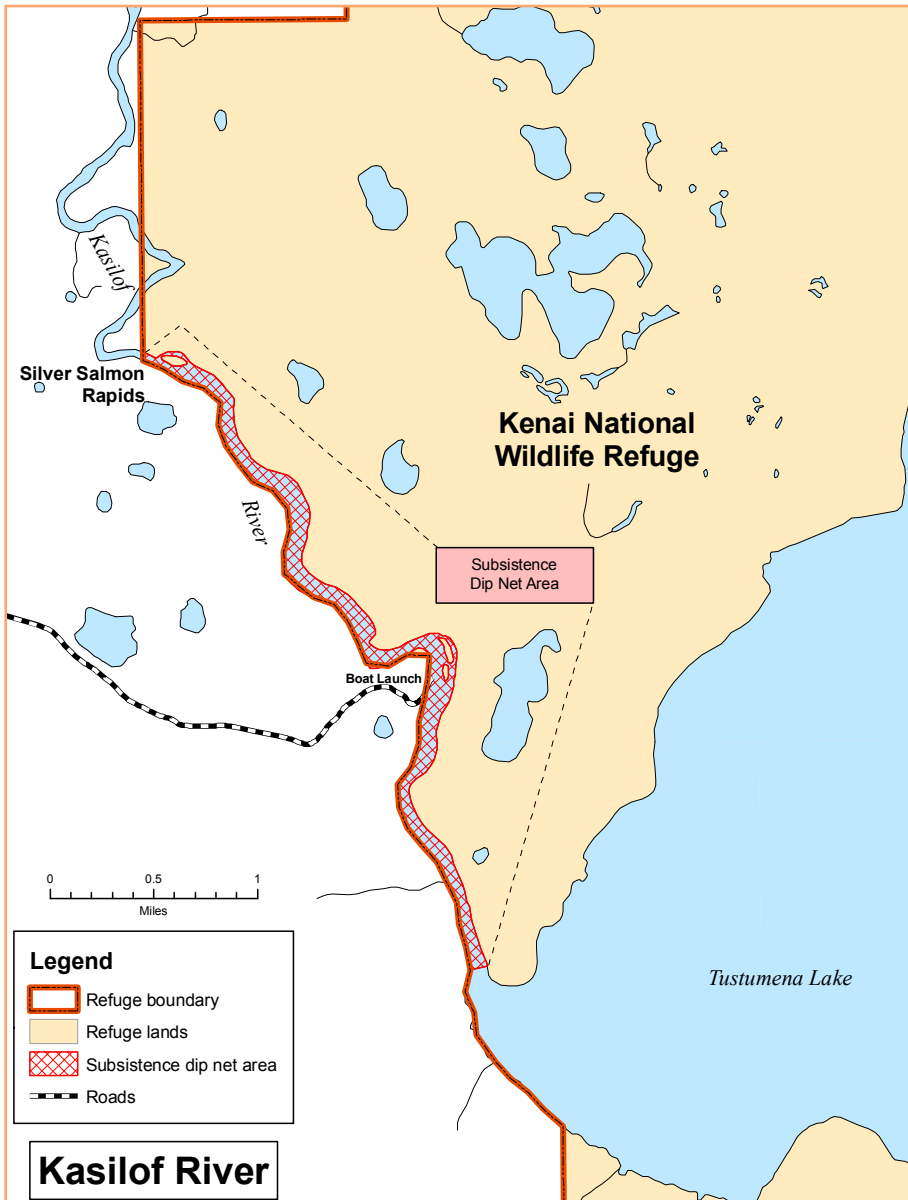 Kasilof
Silver Salmon
Rapids
Kenai National
Wildlife Refuge
River
Subsistence
Dip Net Area
Boat Launch
0 0.5 1
Miles
Tustumena Lake
Legend
Refuge boundary
Refuge lands
Subsistence dip net area
Roads
Kasilof River